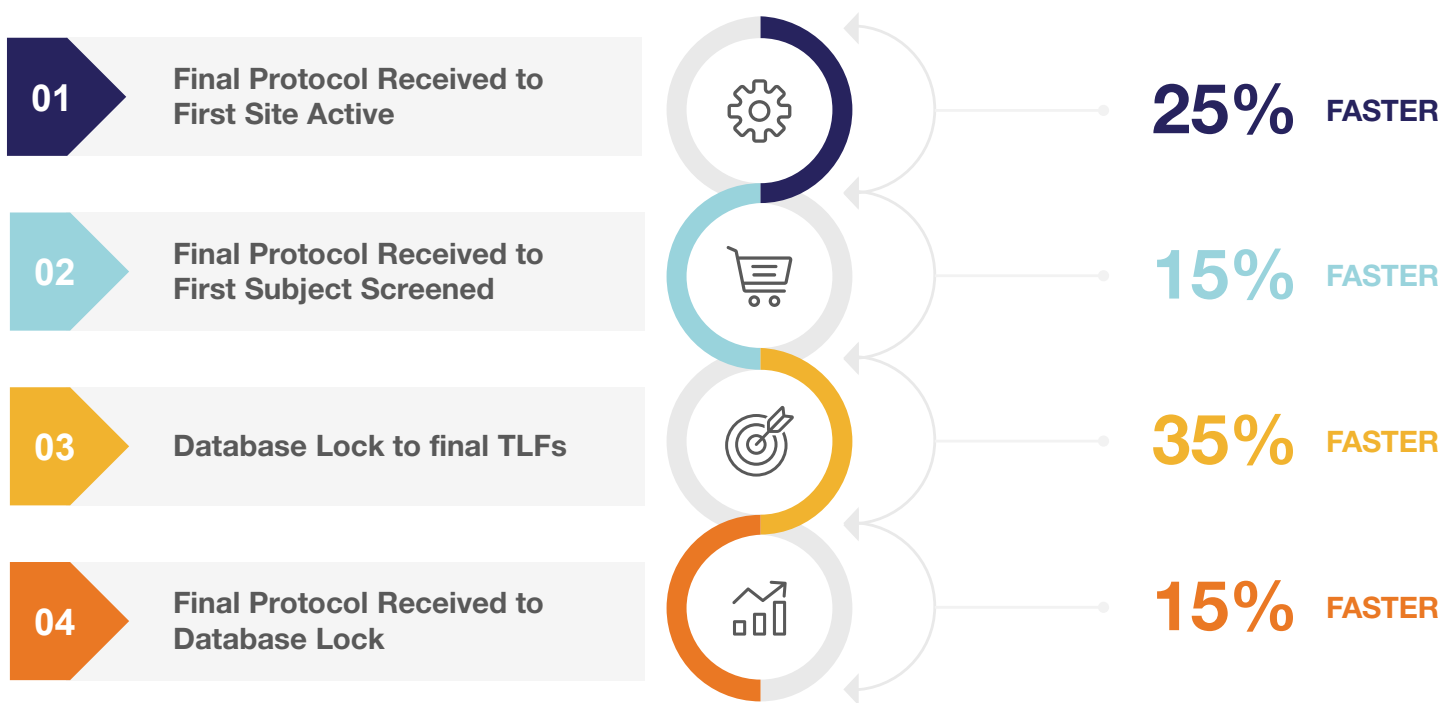 01
Final Protocol Received to
First Site Active
25% FASTER
02
Final Protocol Received to
First Subject Screened
15% FASTER
03
Database Lock to final TLFs
35% FASTER
04
Final Protocol Received to
Database Lock
15% FASTER